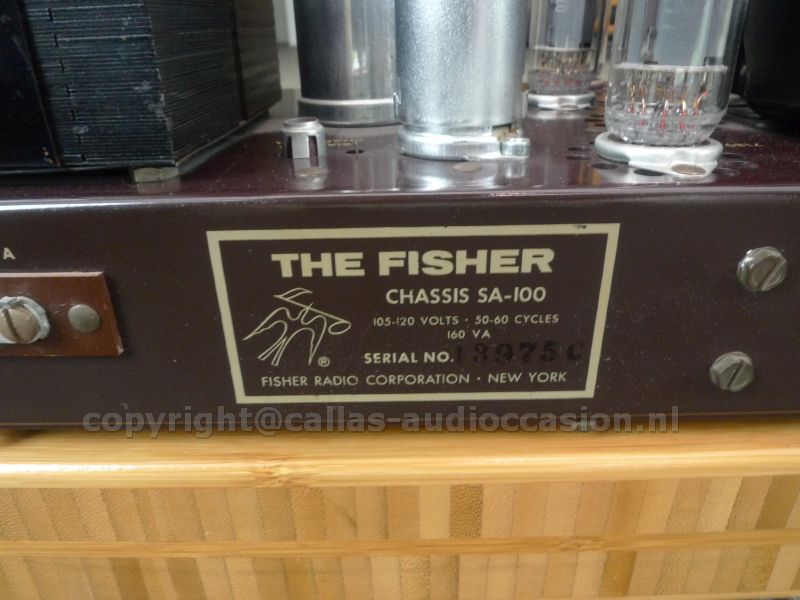 A
THE FISHER
CHASSIS SA-100
105-120 VOLTS · 50-60 CYCLES
160 VA
SERIAL NO. 13975C
®
FISHER RADIO CORPORATION · NEW YORK
copyright@callas-audioccasion.nl